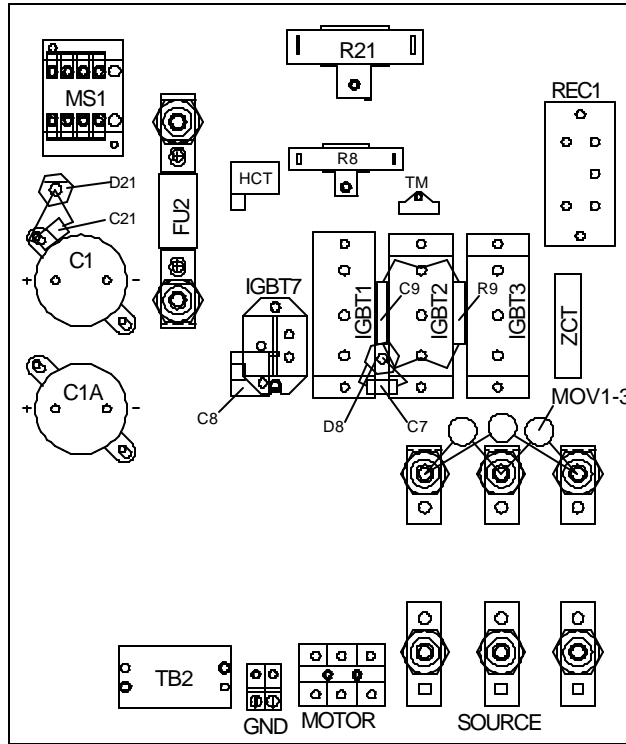 R21
MS1
REC1
R8
HCT
TM
D21
C21
FU2
C1
+
-
IGBT7
IGBT1
C9
IGBT2
R9
IGBT3
ZCT
C1A
+
-
C8
D8
C7
MOV1-3
TB2
GND
MOTOR
SOURCE